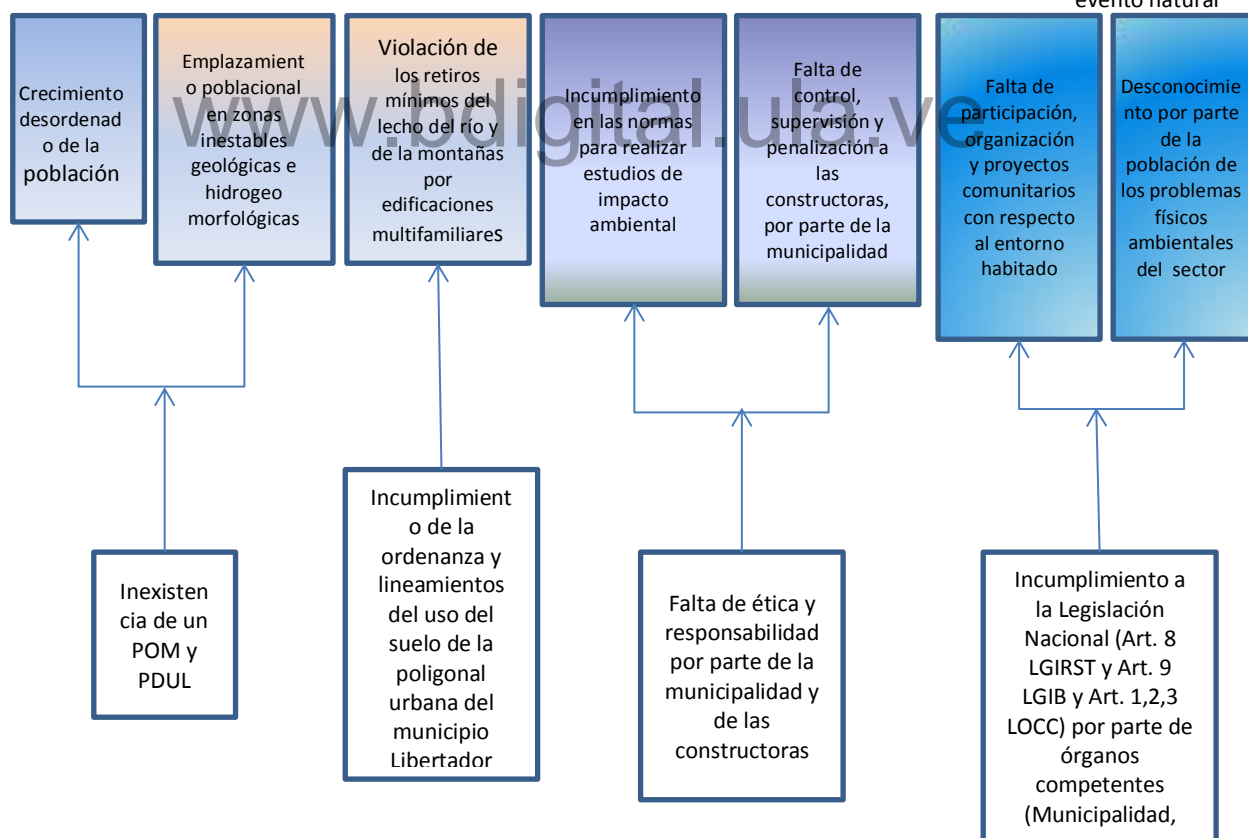 evento natural
Crecimiento
desordenad
o de la
población
Emplazamient
o poblacional
en zonas
inestables
geológicas e
hidrogeo
morfológicas
Violación de
los retiros
mínimos del
lecho del río y
de la montañas
por
edificaciones
multifamiliares
Incumplimiento
en las normas
para realizar
estudios de
impacto
ambiental
Falta de
control,
supervisión y
penalización a
las
constructoras,
por parte de la
municipalidad
Falta de
participación,
organización
y proyectos
comunitarios
con respecto
al entorno
habitado
Desconocimie
nto por parte
de la
población de
los problemas
físicos
ambientales
del sector
www.bdigital.ula.ve
Inexisten
cia de un
POM y
PDUL
Incumplimient
o de la
ordenanza y
lineamientos
del uso del
suelo de la
poligonal
urbana del
municipio
Libertador
Falta de ética y
responsabilidad
por parte de la
municipalidad y
de las
constructoras
Incumplimiento a
la Legislación
Nacional (Art. 8
LGIRST y Art. 9
LGIB y Art. 1,2,3
LOCC) por parte de
órganos
competentes
(Municipalidad,